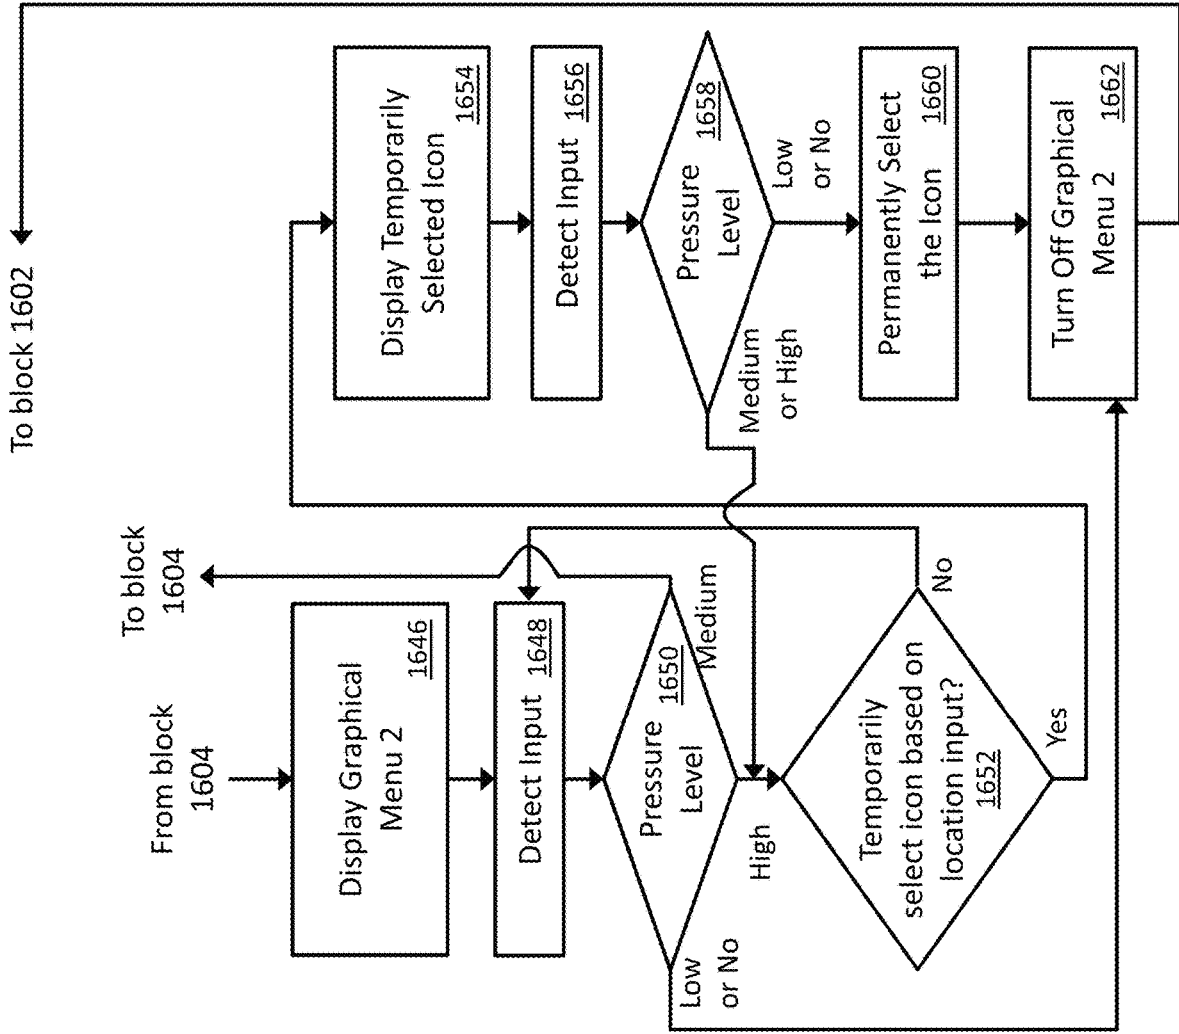 From block
1604
To block
1604
Display Graphical
Menu 2
1646
Detect Input
1648
Pressure
Level
1650
Low
or No
Medium
High
Temporarily
select icon based on
location input?
1652
No
Yes
To block 1602
Display Temporarily
Selected Icon
1654
Detect Input
1656
Pressure
Level
1658
Medium
or High
Low
or No
Permanently Select
the Icon
1660
Turn Off Graphical
Menu 2
1662